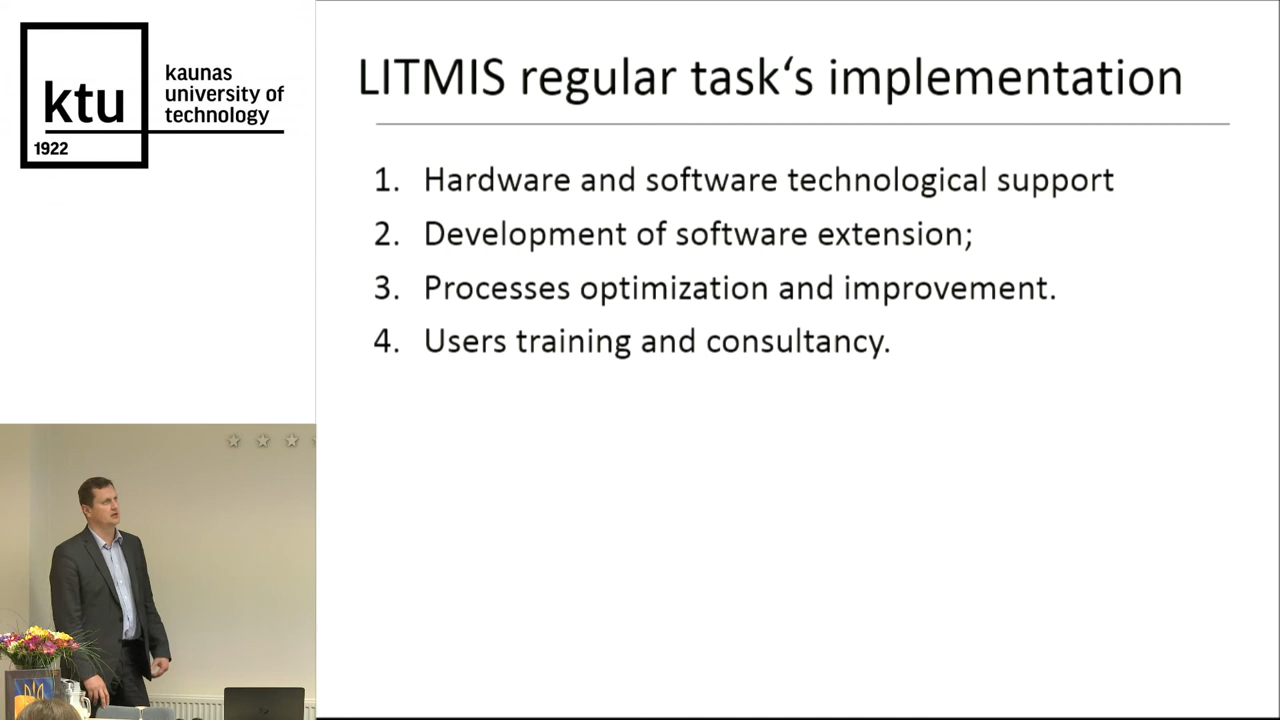 ktu
1922
kaunas
university of
technology
LITMIS regular task‘s implementation
1. Hardware and software technological support
2. Development of software extension;
3. Processes optimization and improvement.
4. Users training and consultancy.